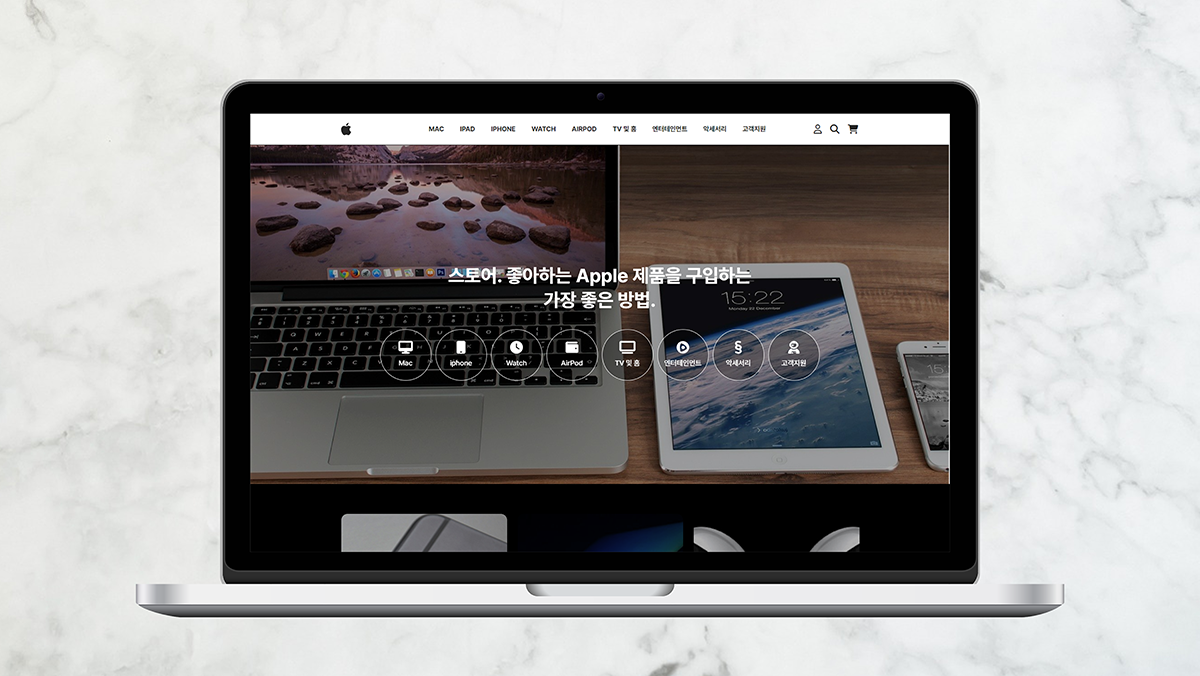 MAC IPAD IPHONE WATCH AIRPOD TV 및 홈 엔터테인먼트 악세서리 고객지원
스토어. 좋아하는 Apple 제품을 구입하는
가장 좋은 방법.
15:22
Monday 22 December
Mac iphone Watch AirPod TV 및 홈 엔터테인먼트 악세서리 고객지원